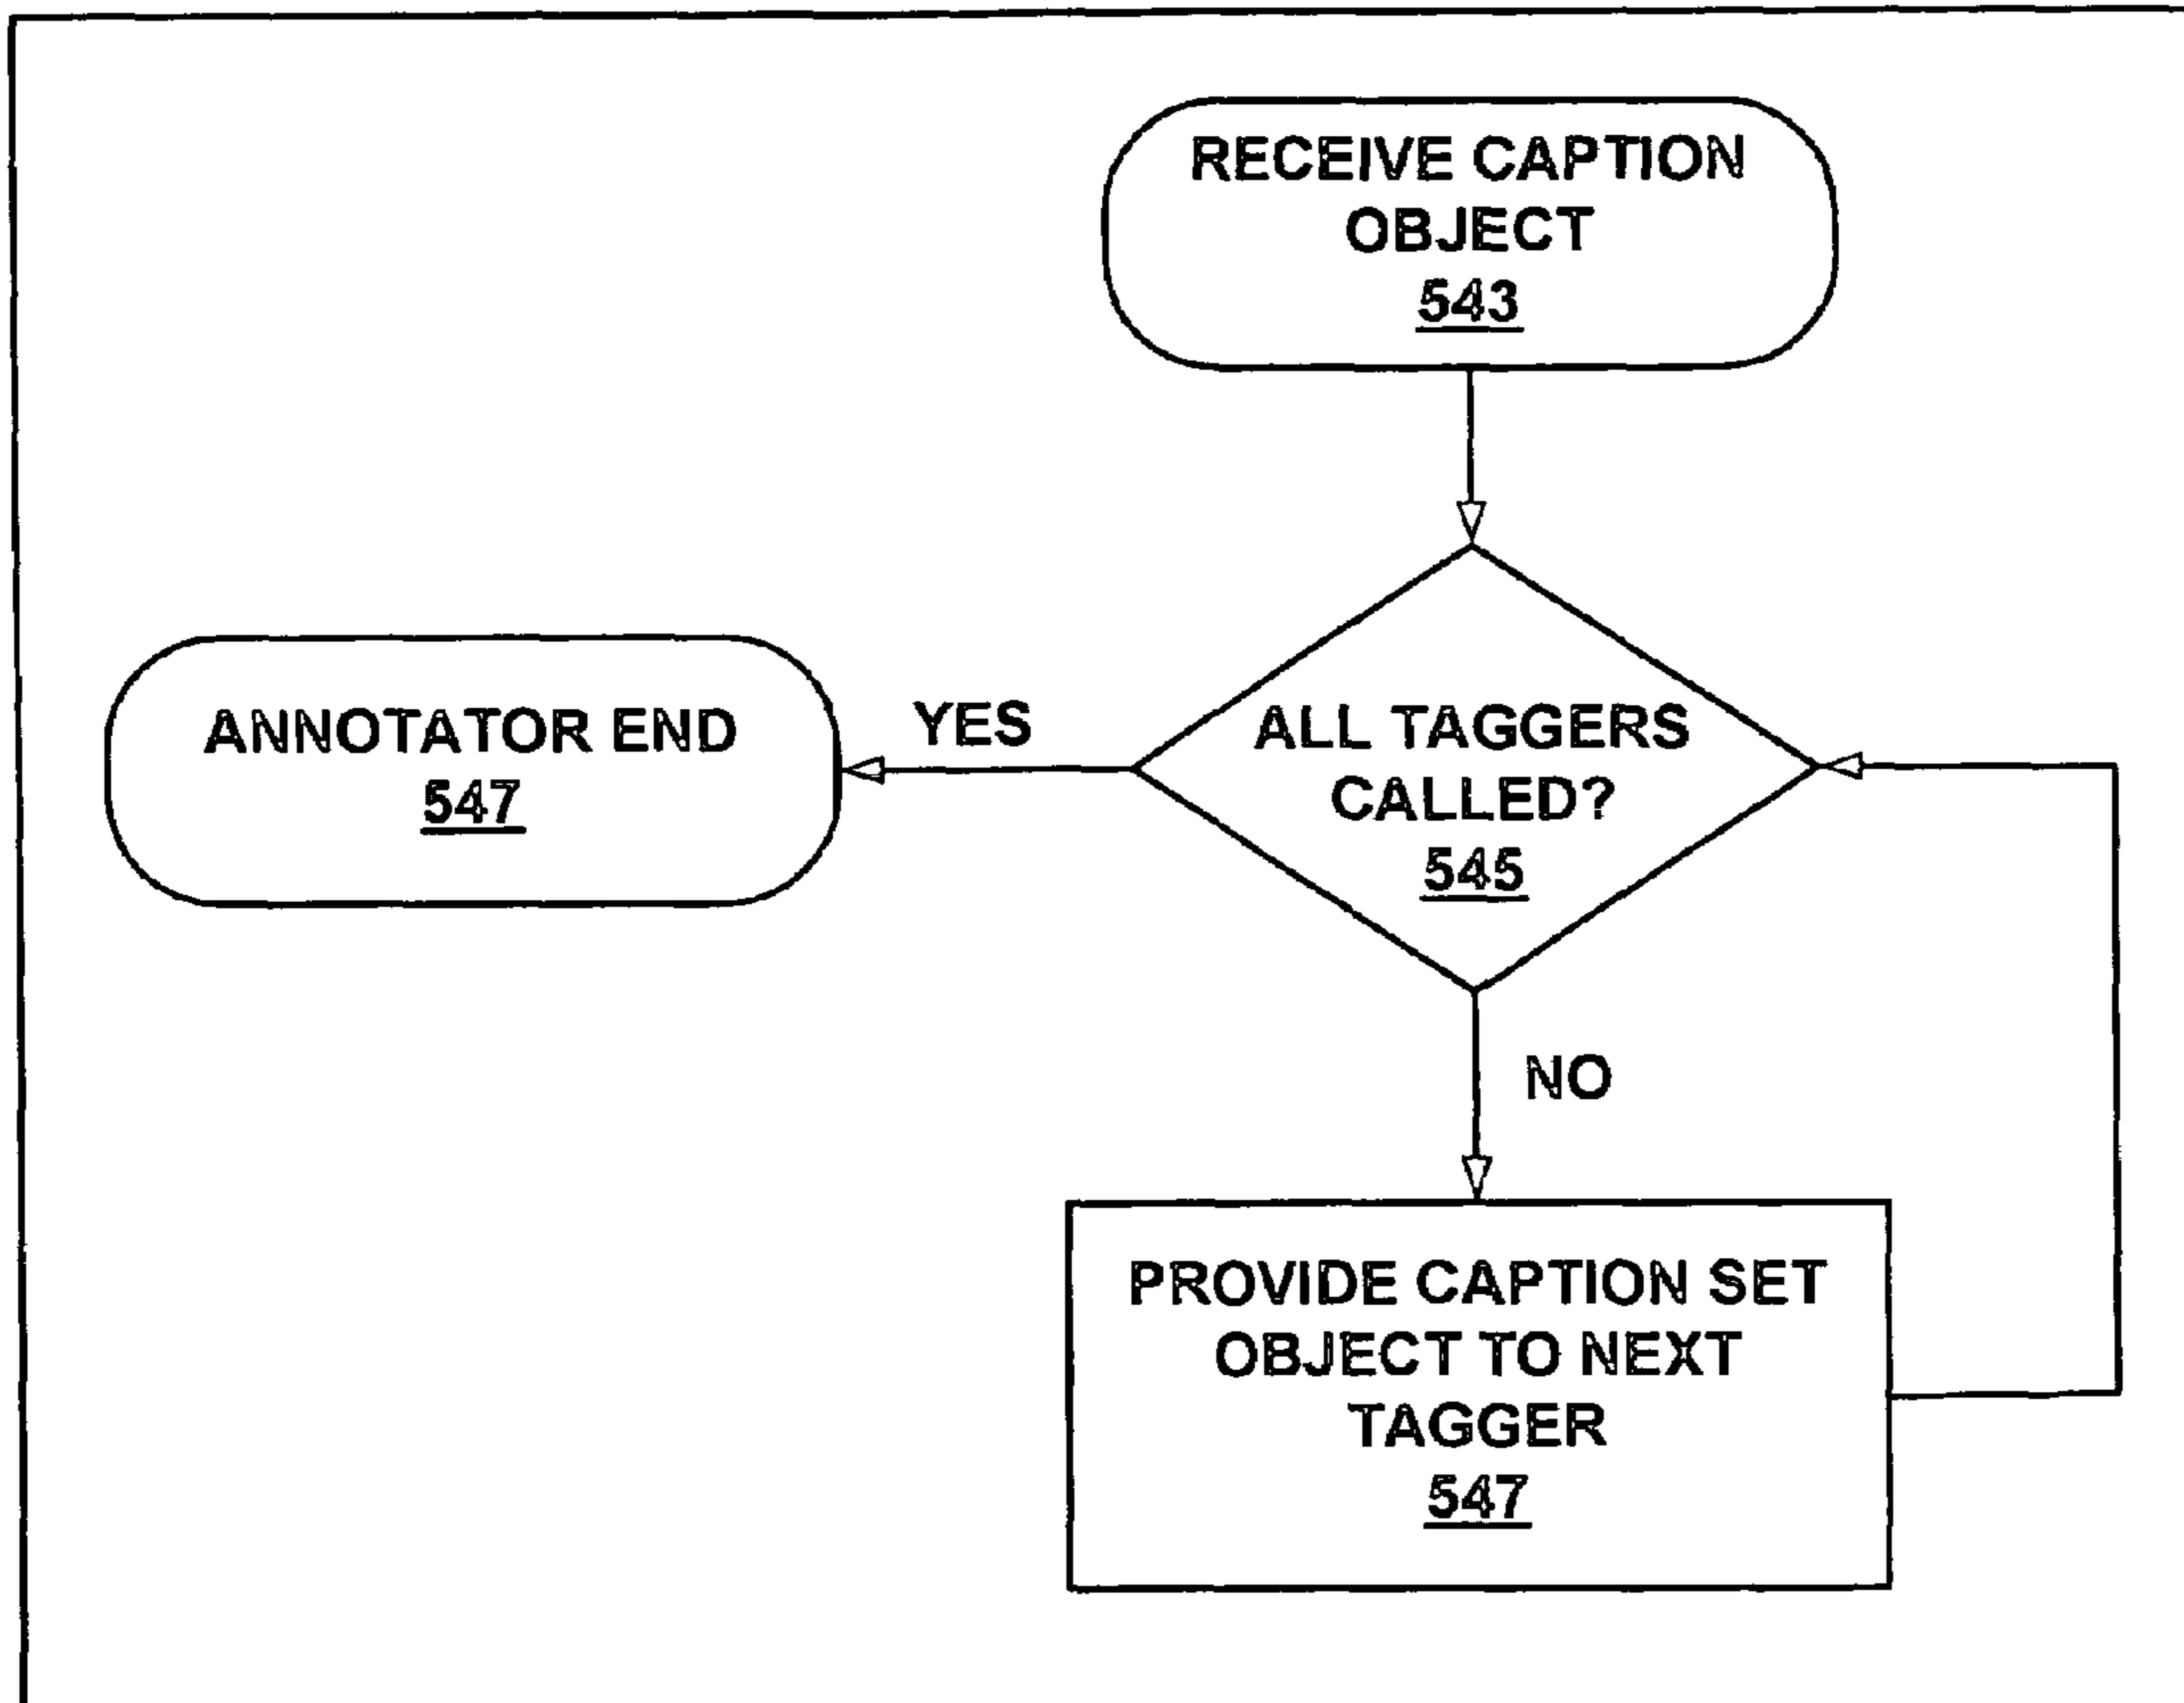 RECEIVE CAPTION
OBJECT
543
ANNOTATOR END
547
YES
ALL TAGGERS
CALLED?
545
NO
PROVIDE CAPTION SET
OBJECT TO NEXT
TAGGER
547